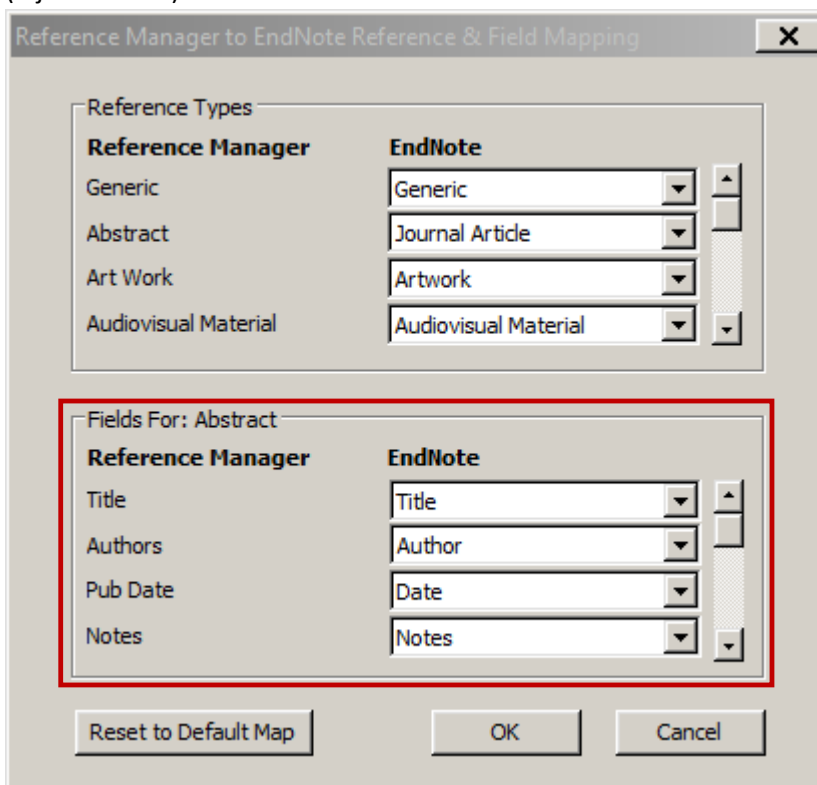 Reference Manager to EndNote Reference & Field Mapping
Reference Types
Reference Manager EndNote
Generic Generic
Abstract Journal Article
Art Work Artwork
Audiovisual Material Audiovisual Material
Fields For: Abstract
Reference Manager EndNote
Title Title
Authors Author
Pub Date Date
Notes Notes
Reset to Default Map OK Cancel